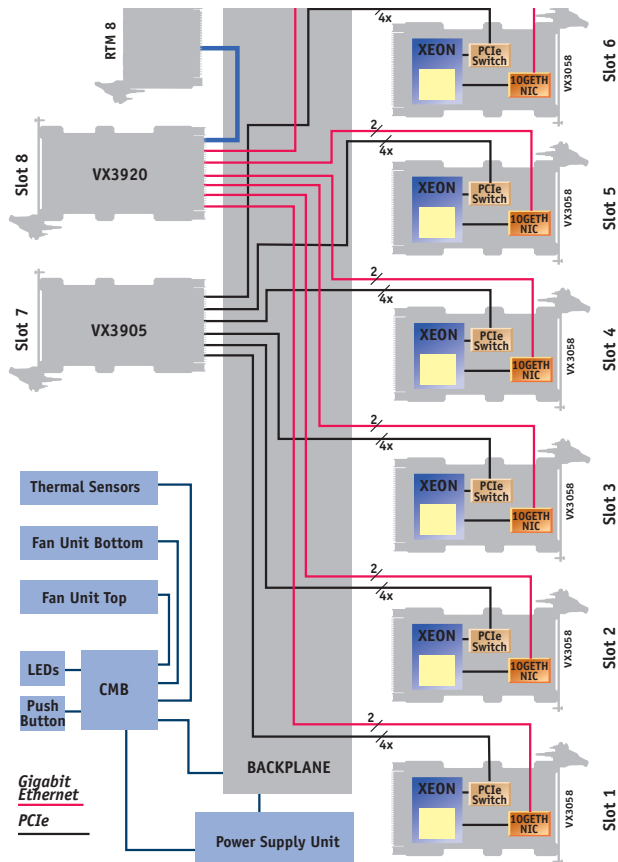 RTM 8
4x
XEON
PCIe
Switch
10GETH
NIC
VX3058
Slot 6
Slot 8
VX3920
2
4x
XEON
PCIe
Switch
10GETH
NIC
VX3058
Slot 5
Slot 7
VX3905
2
4x
XEON
PCIe
Switch
10GETH
NIC
VX3058
Slot 4
2
4x
XEON
PCIe
Switch
10GETH
NIC
VX3058
Slot 3
Thermal Sensors
Fan Unit Bottom
Fan Unit Top
LEDs
Push
Button
CMB
2
4x
XEON
PCIe
Switch
10GETH
NIC
VX3058
Slot 2
2
4x
XEON
PCIe
Switch
10GETH
NIC
VX3058
Slot 1
BACKPLANE
Gigabit
Ethernet
PCIe
Power Supply Unit